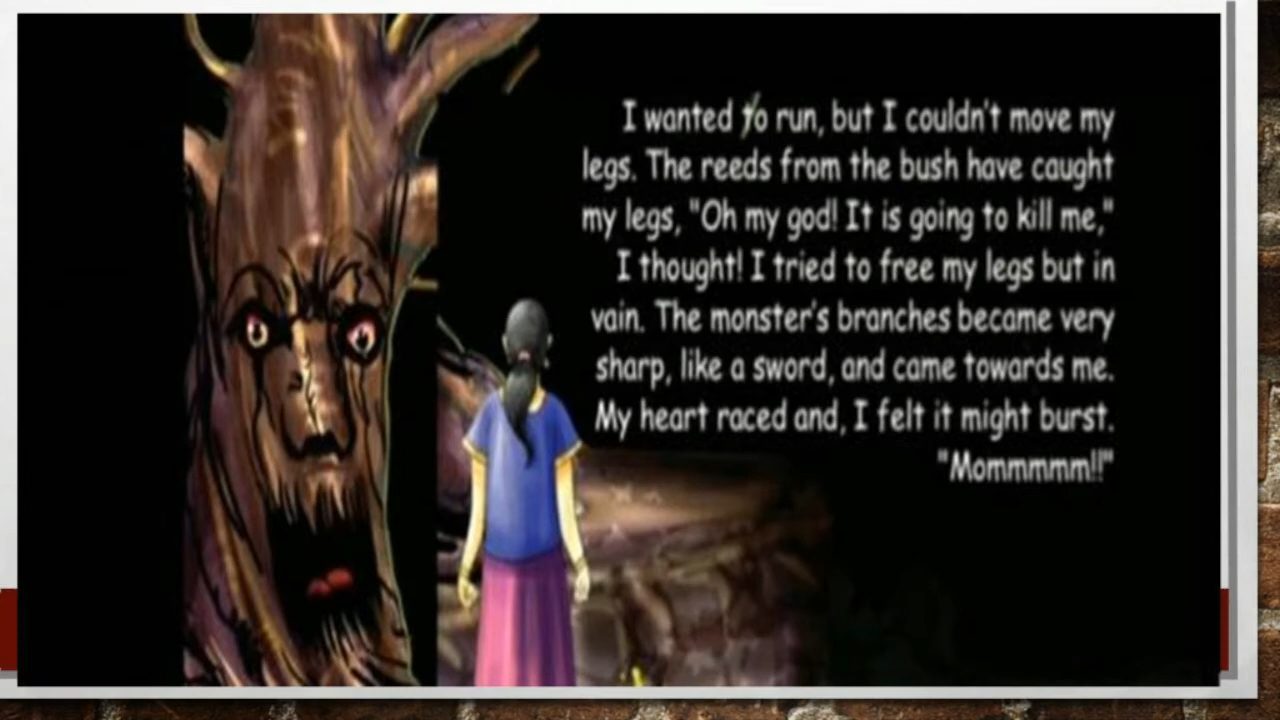 I wanted to run, but I couldn't move my
legs. The reeds from the bush have caught
my legs, "Oh my god! It is going to kill me,"
I thought! I tried to free my legs but in
vain. The monster's branches became very
sharp, like a sword, and came towards me.
My heart raced and, I felt it might burst.
"Mommmmm!!"